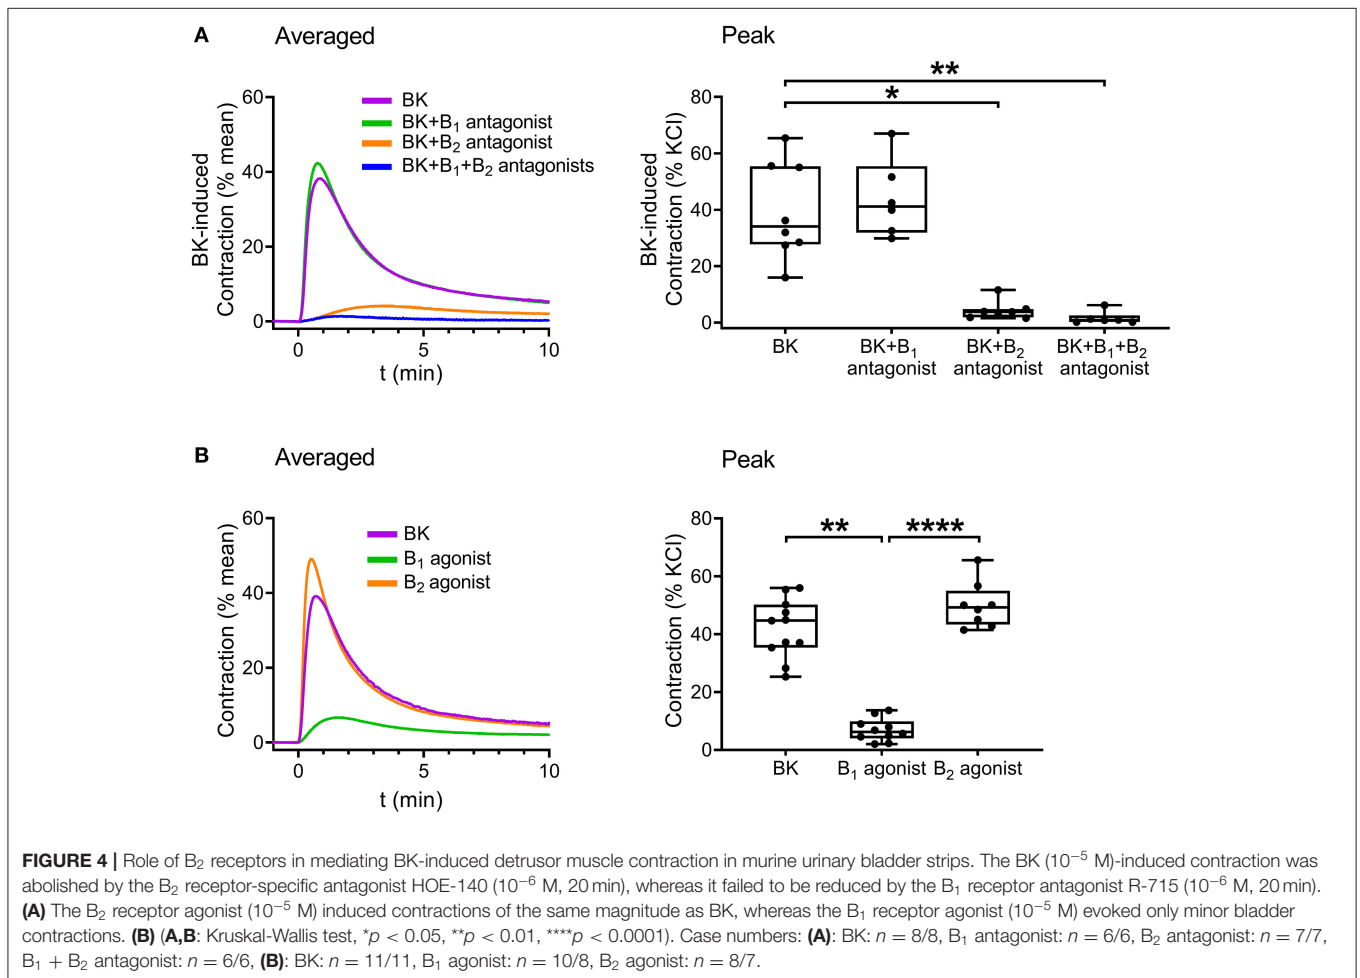 A Averaged
Peak
BK-induced
Contraction (% mean)
60
40
20
0
0
5
10
t (min)
BK
BK+B1 antagonist
BK+B2 antagonist
BK+B1+B2 antagonists
BK-induced
Contraction (% KCl)
80
60
40
20
0
**
*
BK
BK+B1
antagonist
BK+B2
antagonist
BK+B1+B2
antagonist
B Averaged
Peak
Contraction (% mean)
60
40
20
0
0
5
10
t (min)
BK
B1 agonist
B2 agonist
Contraction (% KCl)
80
60
40
20
0
** ****
BK
B1 agonist
B2 agonist
FIGURE 4 | Role of B2 receptors in mediating BK-induced detrusor muscle contraction in murine urinary bladder strips. The BK (10−5 M)-induced contraction was
abolished by the B2 receptor-specific antagonist HOE-140 (10−6 M, 20 min), whereas it failed to be reduced by the B1 receptor antagonist R-715 (10−6 M, 20 min).
(A) The B2 receptor agonist (10−5 M) induced contractions of the same magnitude as BK, whereas the B1 receptor agonist (10−5 M) evoked only minor bladder
contractions. (B) (A,B: Kruskal-Wallis test, *p < 0.05, **p < 0.01, ****p < 0.0001). Case numbers: (A): BK: n = 8/8, B1 antagonist: n = 6/6, B2 antagonist: n = 7/7,
B1 + B2 antagonist: n = 6/6, (B): BK: n = 11/11, B1 agonist: n = 10/8, B2 agonist: n = 8/7.